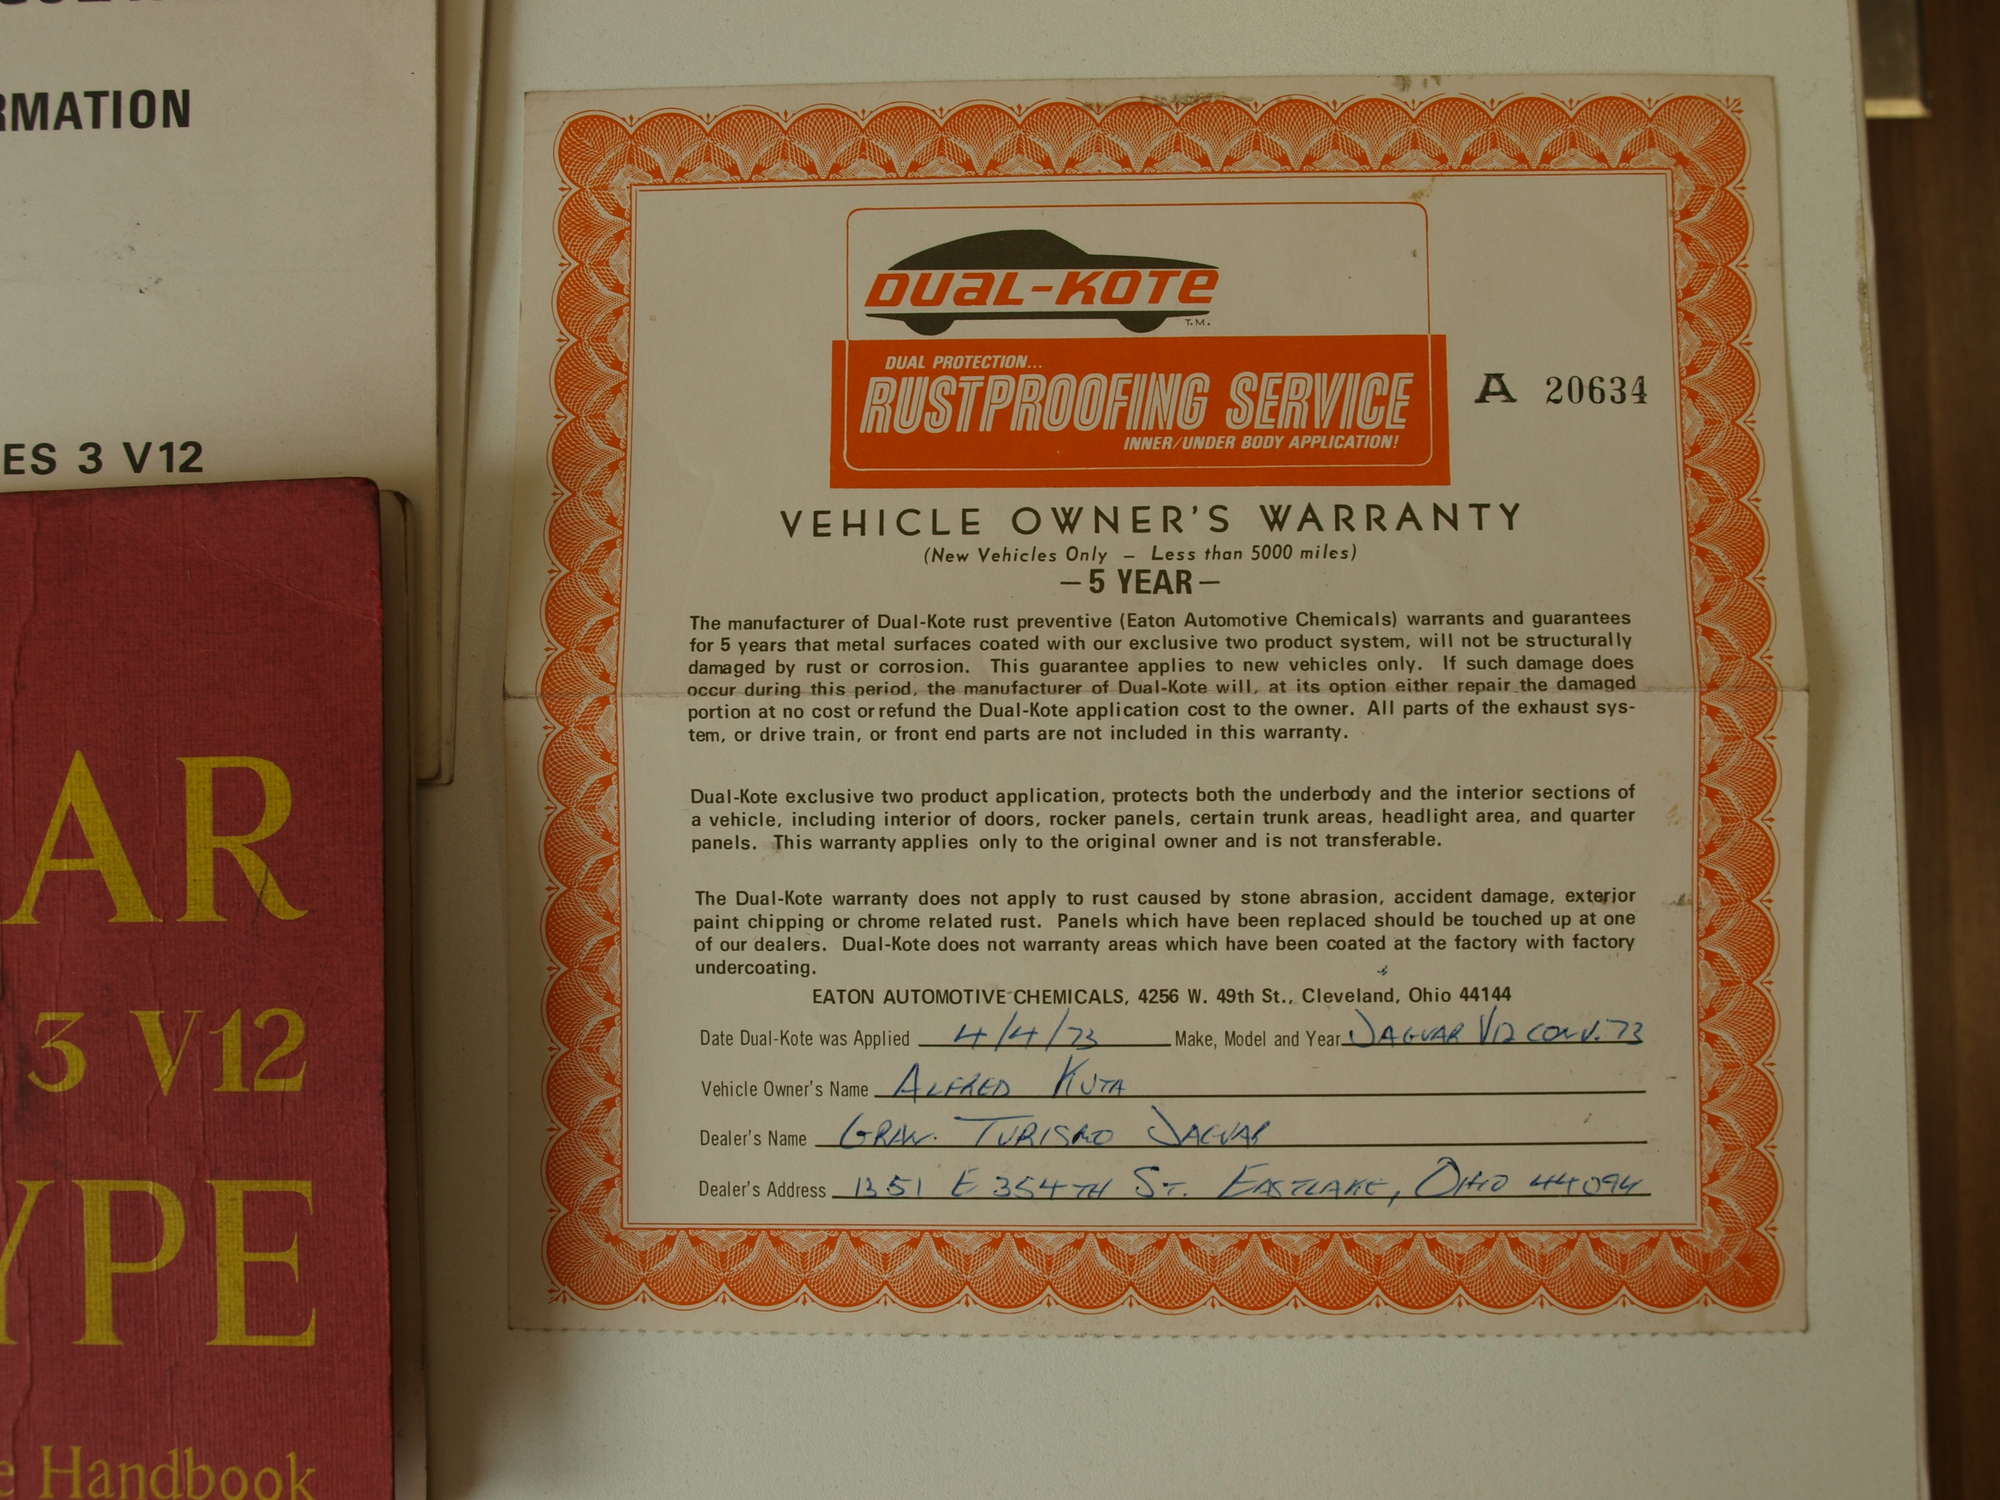 RMATION
ES 3 V12
AR
3 V12
YPE
Handbook
DUAL-KOTE
T.M.
DUAL PROTECTION...
RUSTPROOFING SERVICE
INNER/UNDER BODY APPLICATION!
A 20634
VEHICLE OWNER'S WARRANTY
(New Vehicles Only – Less than 5000 miles)
– 5 YEAR –
The manufacturer of Dual-Kote rust preventive (Eaton Automotive Chemicals) warrants and guarantees
for 5 years that metal surfaces coated with our exclusive two product system, will not be structurally
damaged by rust or corrosion. This guarantee applies to new vehicles only. If such damage does
occur during this period, the manufacturer of Dual-Kote will, at its option either repair the damaged
portion at no cost or refund the Dual-Kote application cost to the owner. All parts of the exhaust sys-
tem, or drive train, or front end parts are not included in this warranty.
Dual-Kote exclusive two product application, protects both the underbody and the interior sections of
a vehicle, including interior of doors, rocker panels, certain trunk areas, headlight area, and quarter
panels. This warranty applies only to the original owner and is not transferable.
The Dual-Kote warranty does not apply to rust caused by stone abrasion, accident damage, exterior
paint chipping or chrome related rust. Panels which have been replaced should be touched up at one
of our dealers. Dual-Kote does not warranty areas which have been coated at the factory with factory
undercoating.
EATON AUTOMOTIVE CHEMICALS, 4256 W. 49th St., Cleveland, Ohio 44144
Date Dual-Kote was Applied 4/4/73 Make, Model and Year JAGUAR V12 CONV. 73
Vehicle Owner's Name ALFRED KUTA
Dealer's Name GRAN. TURISMO JAGUAR
Dealer's Address 1351 E 354TH ST. EASTLAKE, OHIO 44094